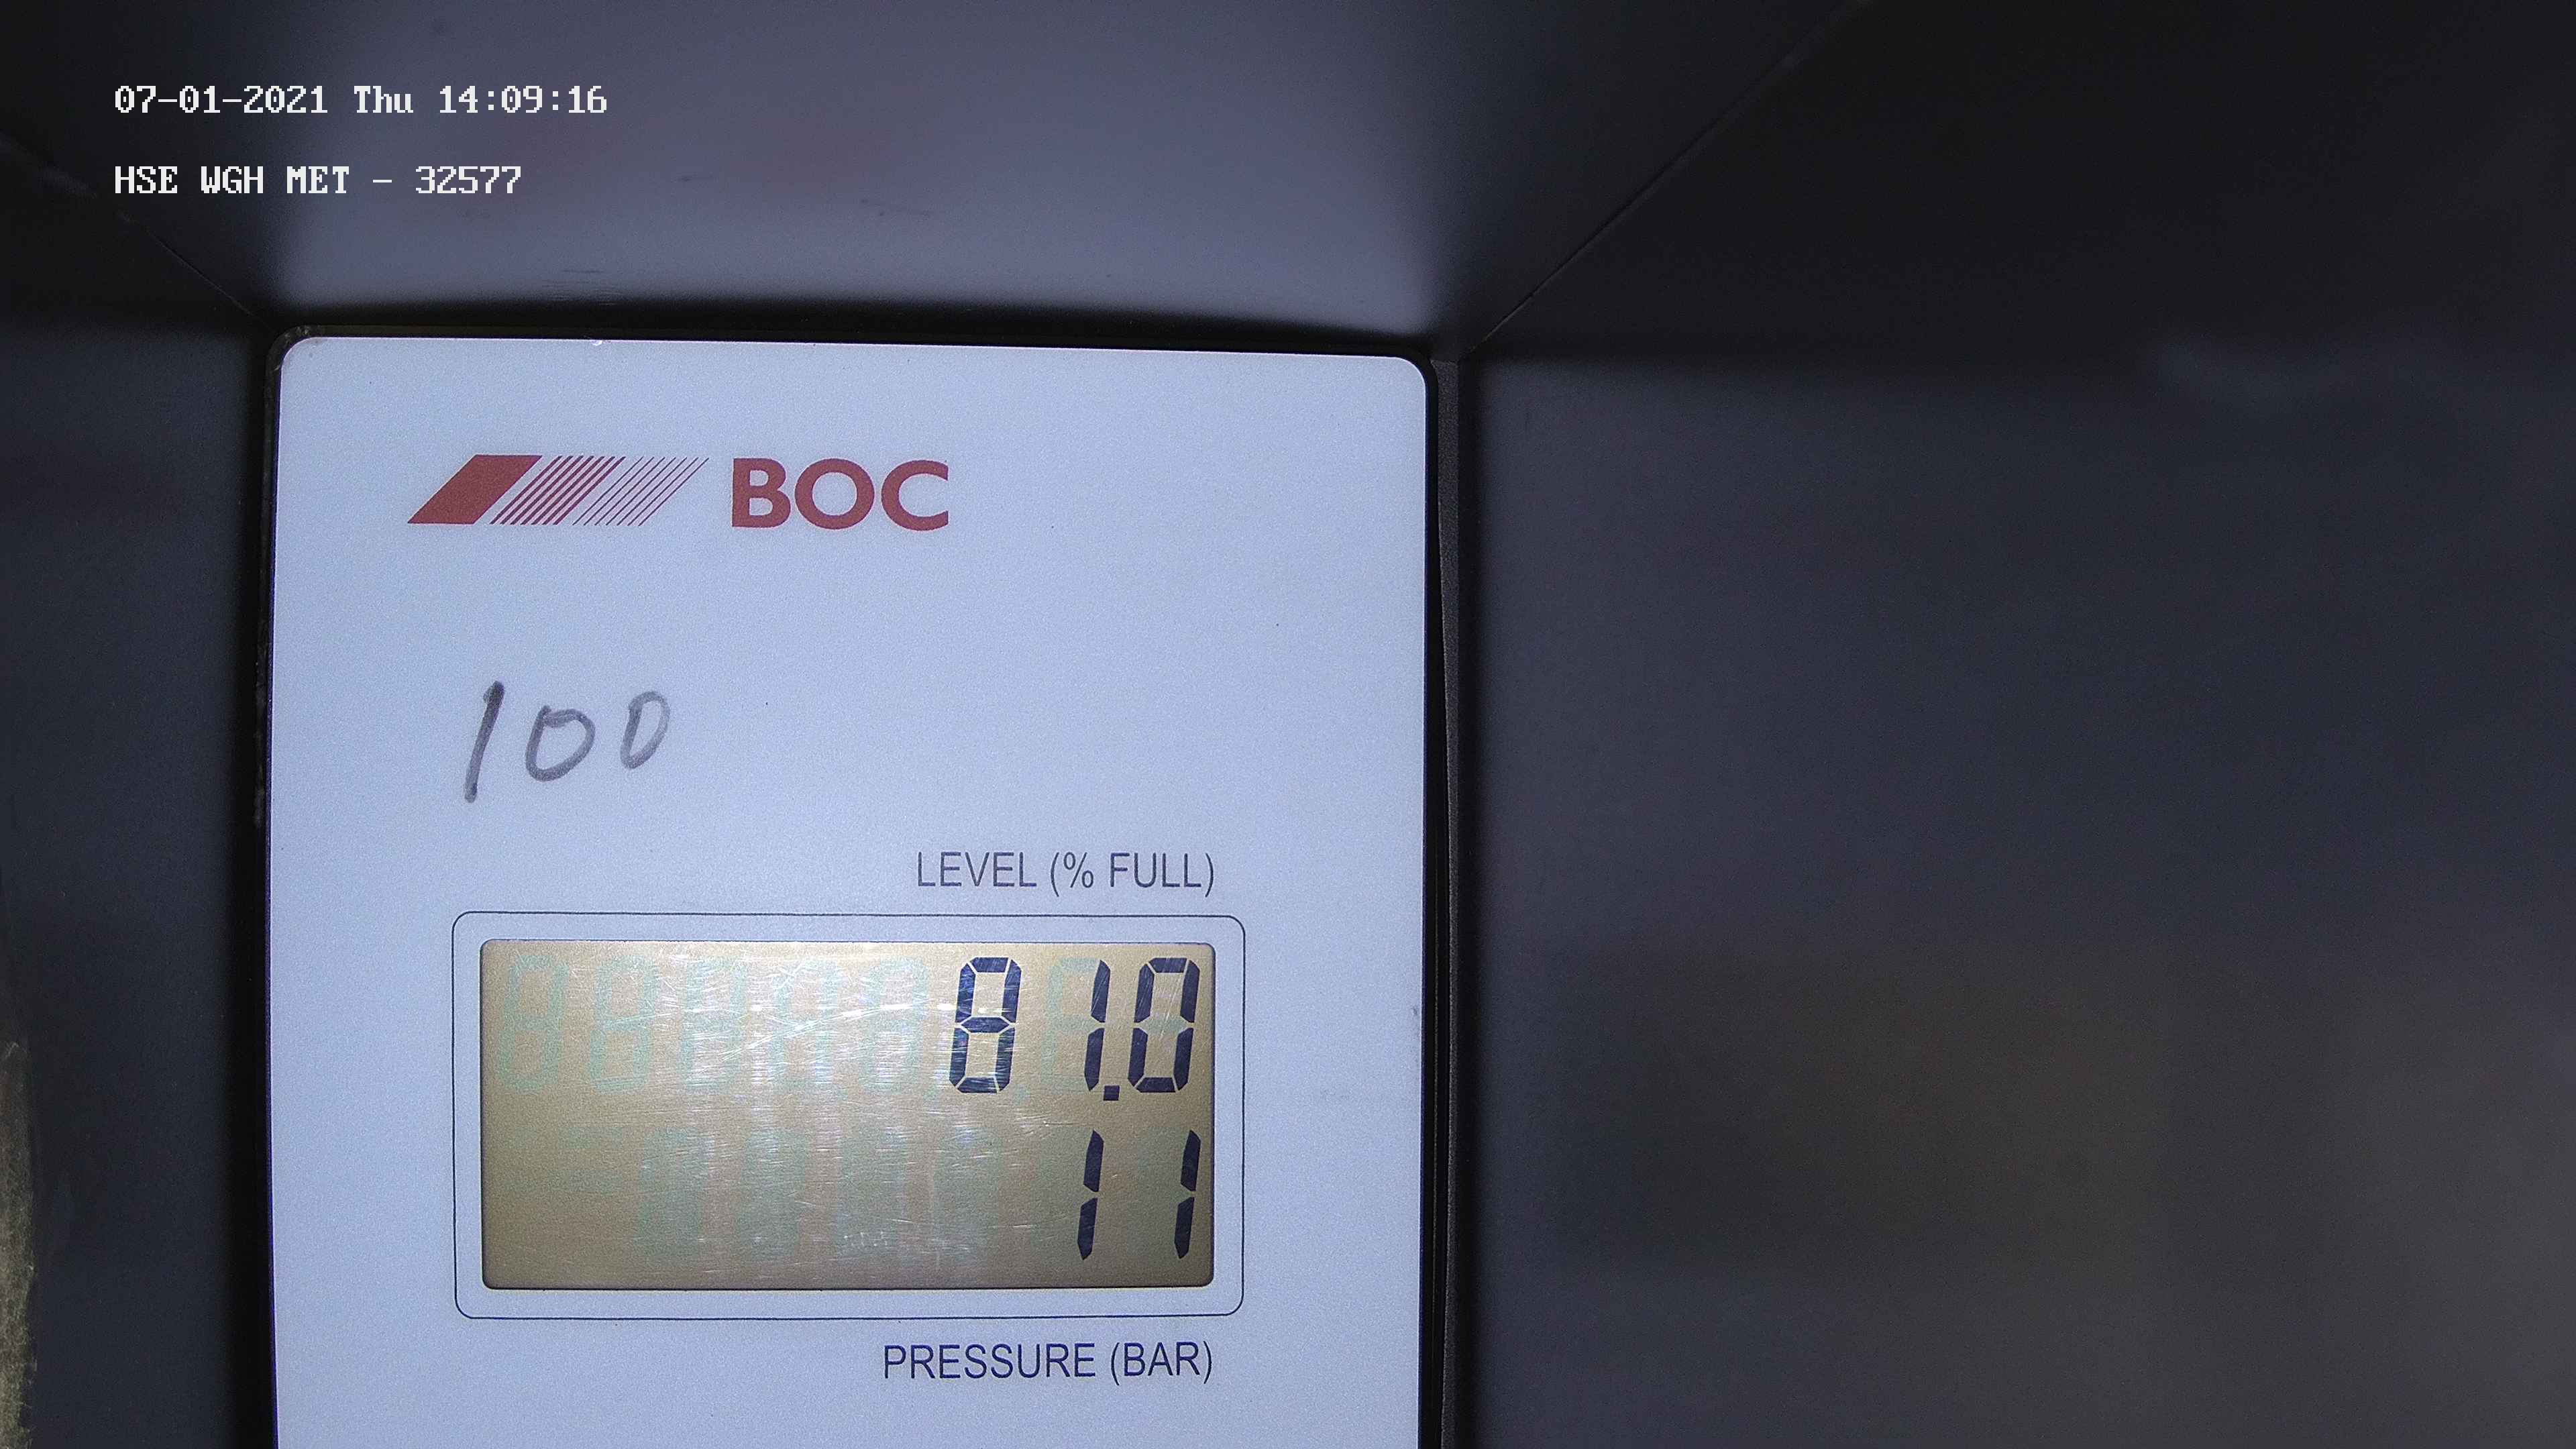 07-01-2021 Thu 14:09:16
HSE WGH MET - 32577
BOC
100
LEVEL (% FULL)
81.0
11
PRESSURE (BAR)